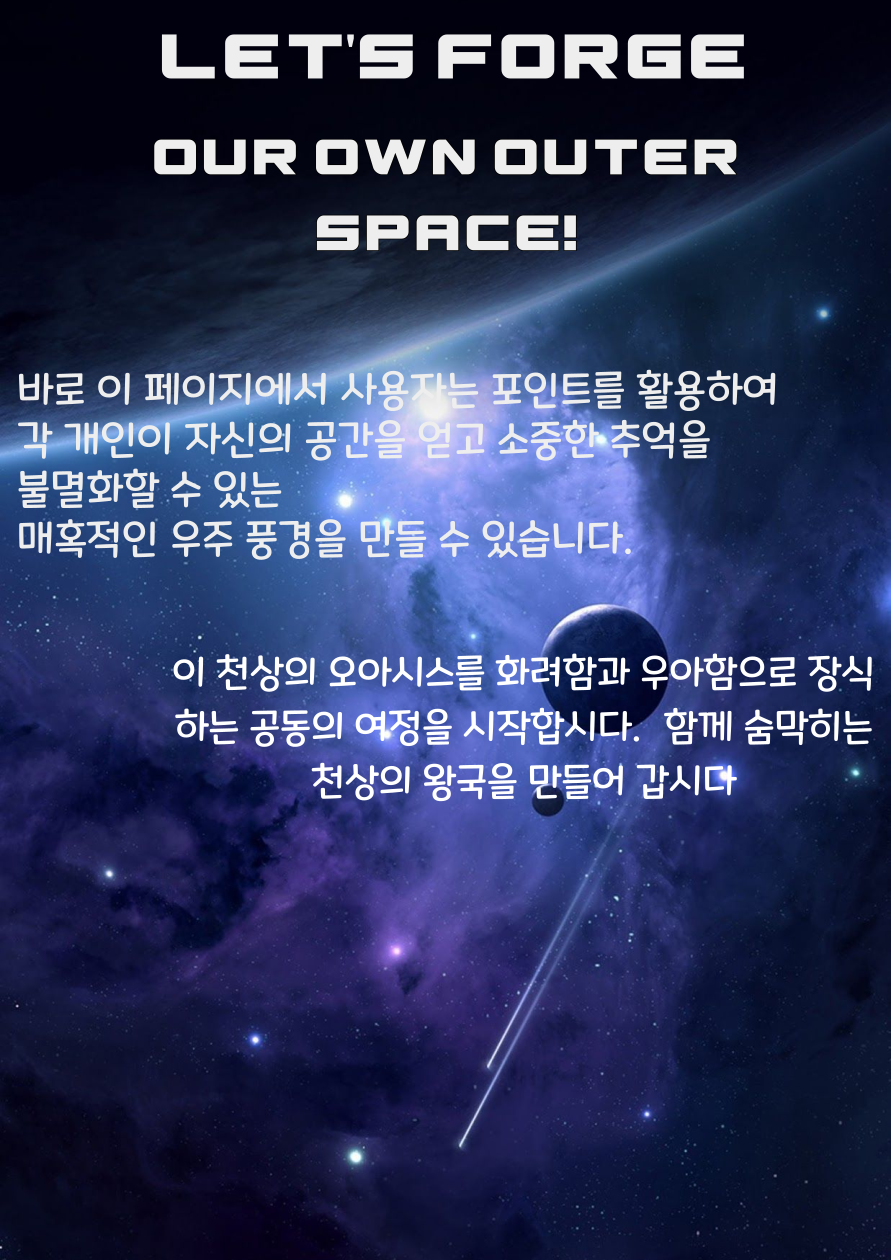 LET'S FORGE
OUR OWN OUTER
SPACE!
바로 이 페이지에서 사용자는 포인트를 활용하여
각 개인이 자신의 공간을 얻고 소중한 추억을
불멸화할 수 있는
매혹적인 우주 풍경을 만들 수 있습니다.
이 천상의 오아시스를 화려함과 우아함으로 장식
하는 공동의 여정을 시작합시다. 함께 숨막히는
천상의 왕국을 만들어 갑시다